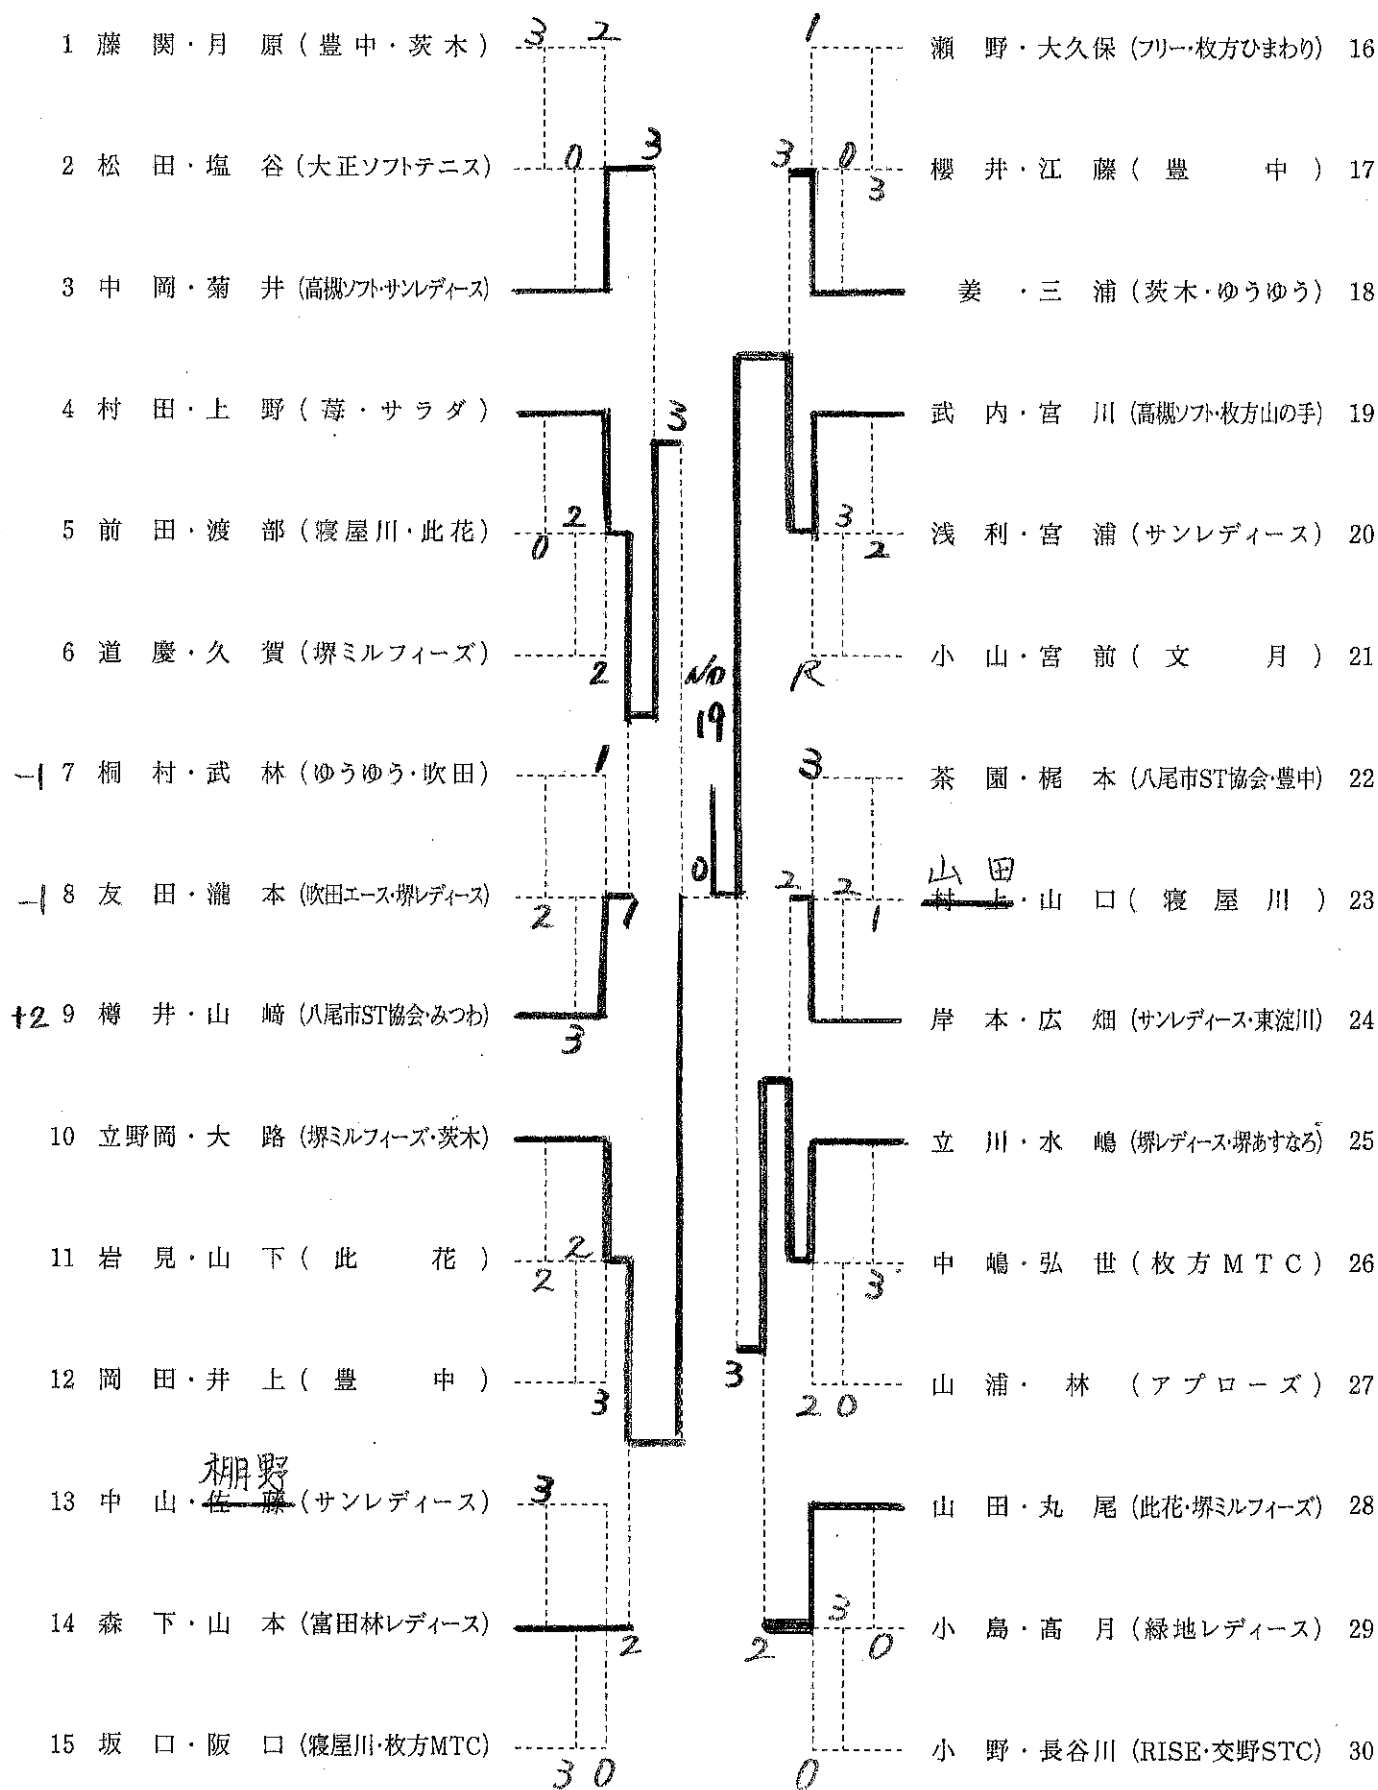 1 藤 関・月 原 (豊中・茨木) 3 2
2 松 田・塩 谷 (大正ソフトテニス) 0 3
3 中 岡・菊 井 (高槻ソフト・サンレディース)
4 村 田・上 野 (苺・サラダ) 3
5 前 田・渡 部 (寝屋川・此花) 0 2
6 道 慶・久 賀 (堺ミルフィーズ) 2
-1 7 桐 村・武 林 (ゆうゆう・吹田) 1
-1 8 友 田・瀧 本 (吹田エース・堺レディース) 2 1
+2 9 樽 井・山 﨑 (八尾市ST協会・みつわ) 3
10 立野岡・大 路 (堺ミルフィーズ・茨木)
11 岩 見・山 下 (此 花) 2 2
12 岡 田・井 上 (豊 中) 3
棚野
13 中 山・佐 藤 (サンレディース) 3
14 森 下・山 本 (富田林レディース) 2
15 坂 口・阪 口 (寝屋川・枚方MTC) 3 0
No
19
0
3
1 瀬 野・大久保 (フリー・枚方ひまわり) 16
3 0 3 櫻 井・江 藤 (豊 中) 17
姜 ・三 浦 (茨木・ゆうゆう) 18
武 内・宮 川 (高槻ソフト・枚方山の手) 19
3 2 浅 利・宮 浦 (サンレディース) 20
R 小 山・宮 前 (文 月) 21
3 茶 園・梶 本 (八尾市ST協会・豊中) 22
山田
2 2 1 村 上・山 口 (寝 屋 川) 23
岸 本・広 畑 (サンレディース・東淀川) 24
立 川・水 嶋 (堺レディース・堺あすなろ) 25
3 中 嶋・弘 世 (枚方MTC) 26
2 0 山 浦・ 林 (アプローズ) 27
山 田・丸 尾 (此花・堺ミルフィーズ) 28
2 3 0 小 島・髙 月 (緑地レディース) 29
0 小 野・長谷川 (RISE・交野STC) 30